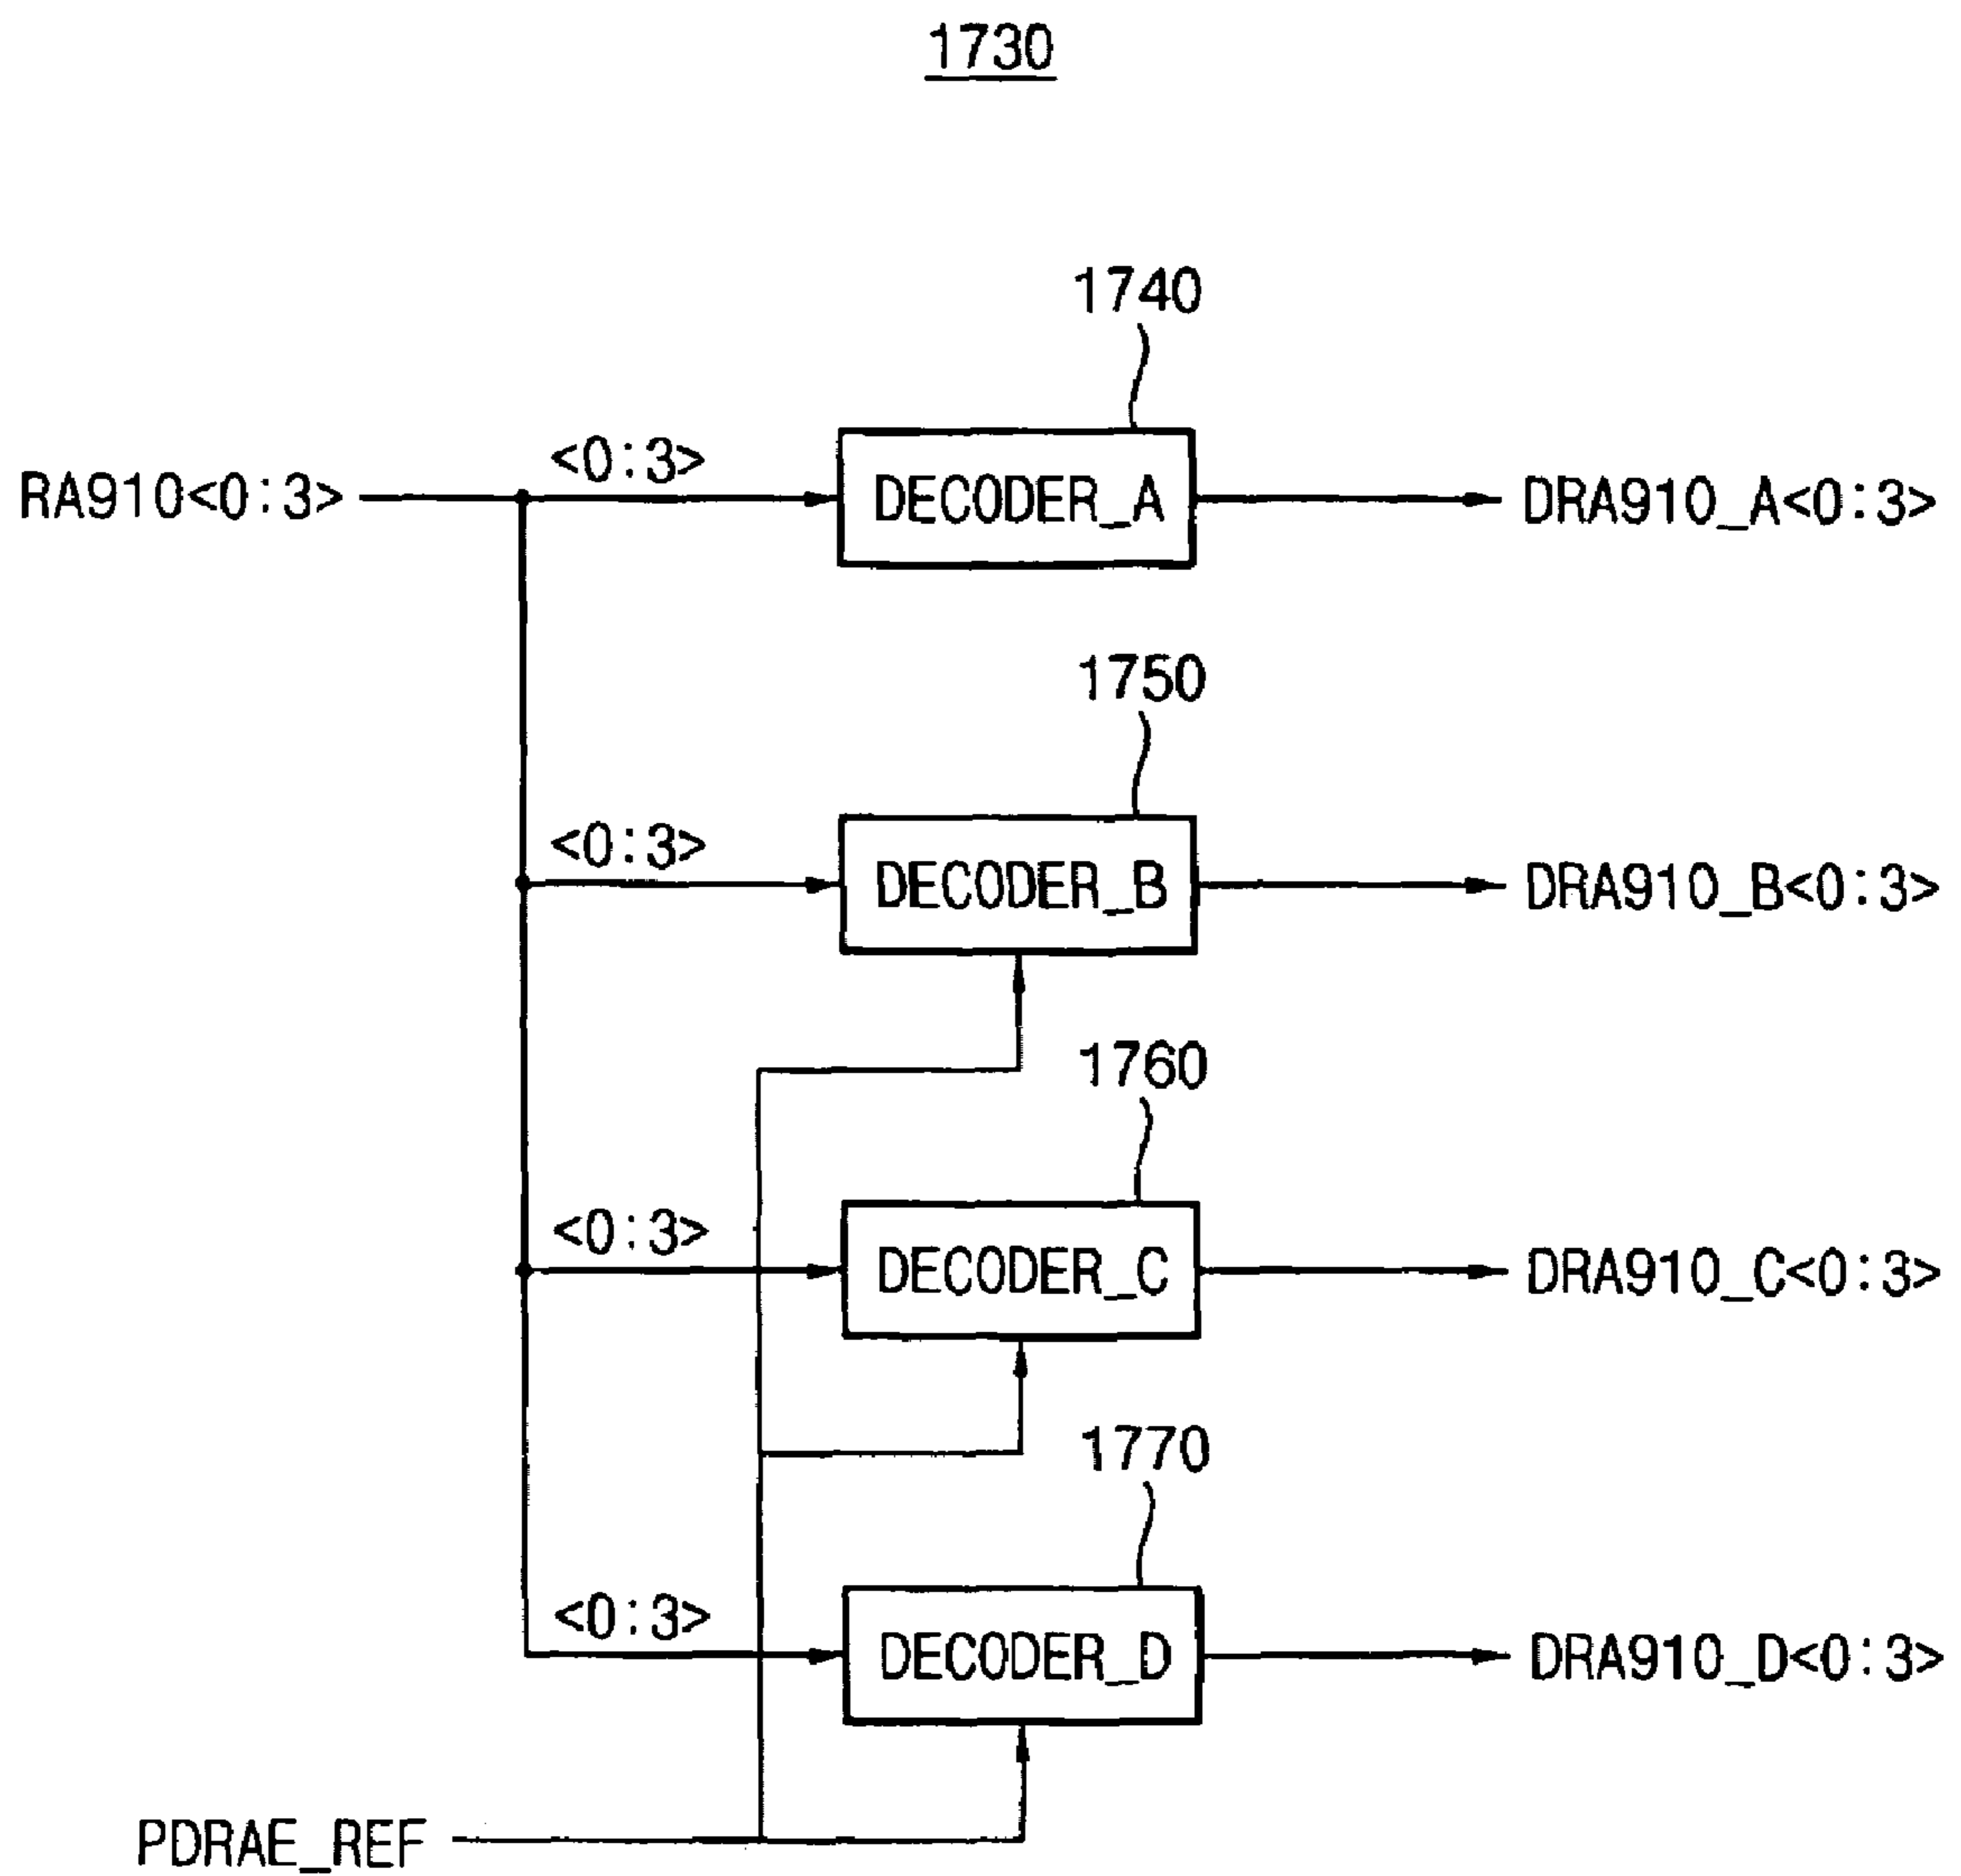 1730
1740
RA910<0:3>
<0:3>
DECODER_A
DRA910_A<0:3>
1750
<0:3>
DECODER_B
DRA910_B<0:3>
1760
<0:3>
DECODER_C
DRA910_C<0:3>
1770
<0:3>
DECODER_D
DRA910_D<0:3>
PDRAE_REF